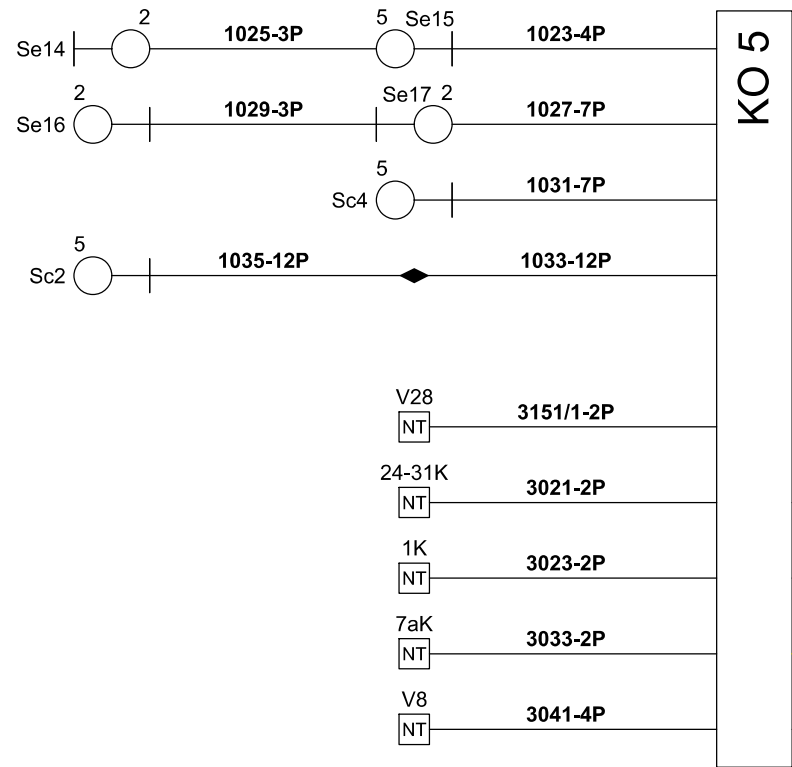 2 5 Se15
Se14 1025-3P 1023-4P
2 Se17 2
Se16 1029-3P 1027-7P
5
Sc4 1031-7P
5
Sc2 1035-12P 1033-12P
V28
NT 3151/1-2P
24-31K
NT 3021-2P
1K
NT 3023-2P
7aK
NT 3033-2P
V8
NT 3041-4P
KO 5